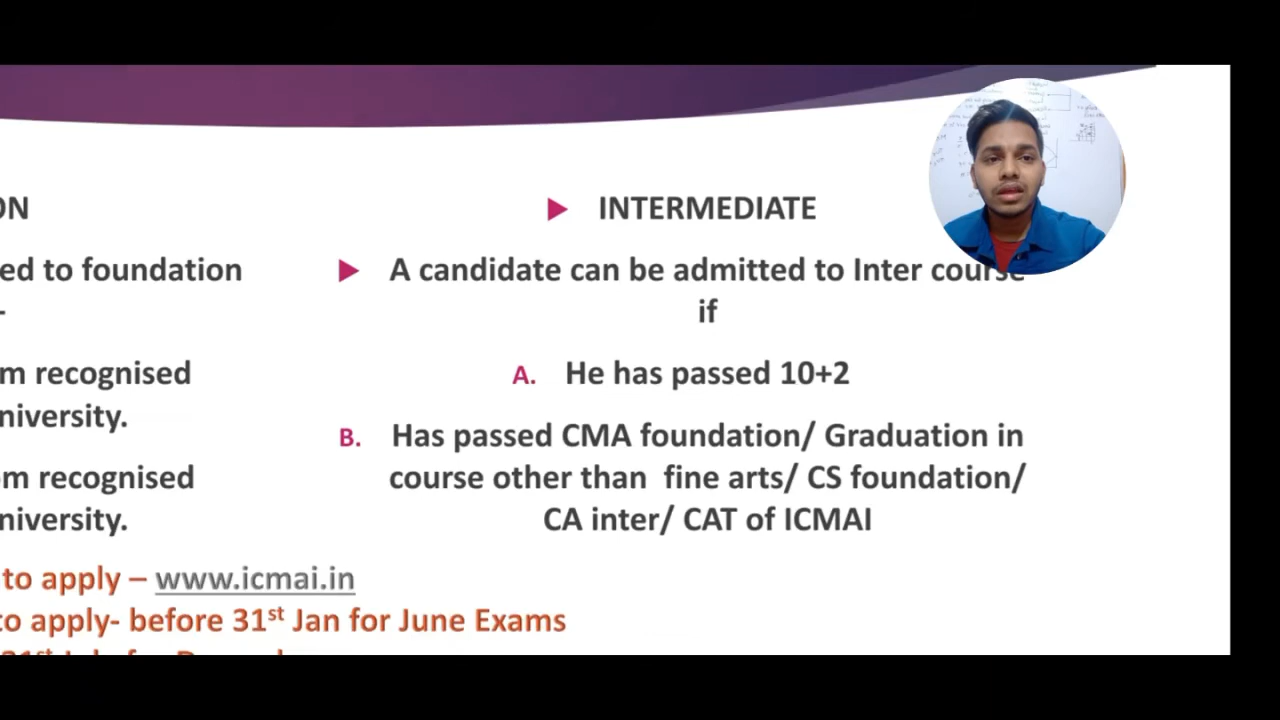 ON
ed to foundation
-
m recognised
niversity.
om recognised
niversity.
INTERMEDIATE
A candidate can be admitted to Inter course
if
A. He has passed 10+2
B. Has passed CMA foundation/ Graduation in
course other than fine arts/ CS foundation/
CA inter/ CAT of ICMAI
to apply – www.icmai.in
to apply- before 31st Jan for June Exams